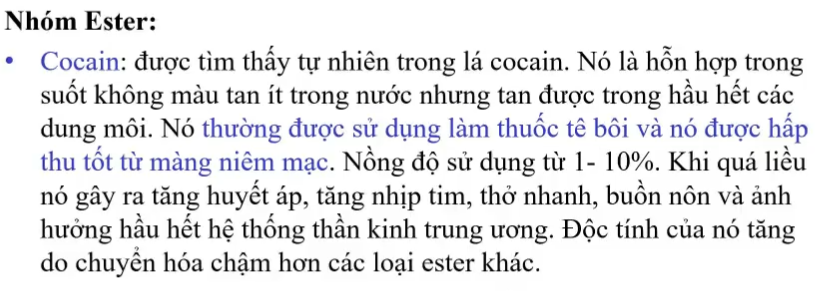 Nhóm Ester:
• Cocain: được tìm thấy tự nhiên trong lá cocain. Nó là hỗn hợp trong
suốt không màu tan ít trong nước nhưng tan được trong hầu hết các
dung môi. Nó thường được sử dụng làm thuốc tê bôi và nó được hấp
thu tốt từ màng niêm mạc. Nồng độ sử dụng từ 1- 10%. Khi quá liều
nó gây ra tăng huyết áp, tăng nhịp tim, thở nhanh, buồn nôn và ảnh
hưởng hầu hết hệ thống thần kinh trung ương. Độc tính của nó tăng
do chuyển hóa chậm hơn các loại ester khác.